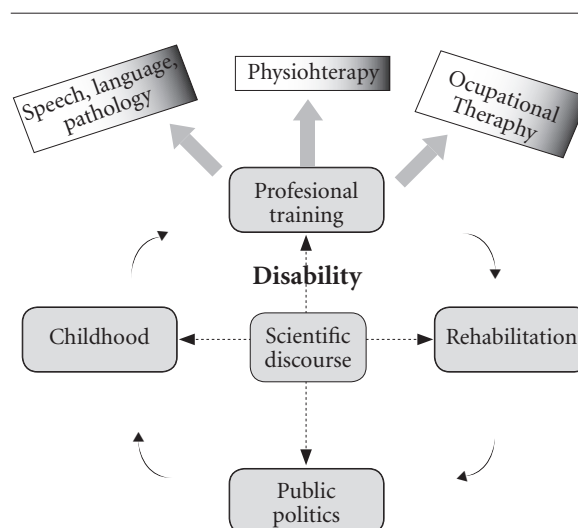 Speech, language,
pathology
Physiohterapy
Ocupational
Theraphy
Profesional
training
Disability
Childhood
Scientific
discourse
Rehabilitation
Public
politics